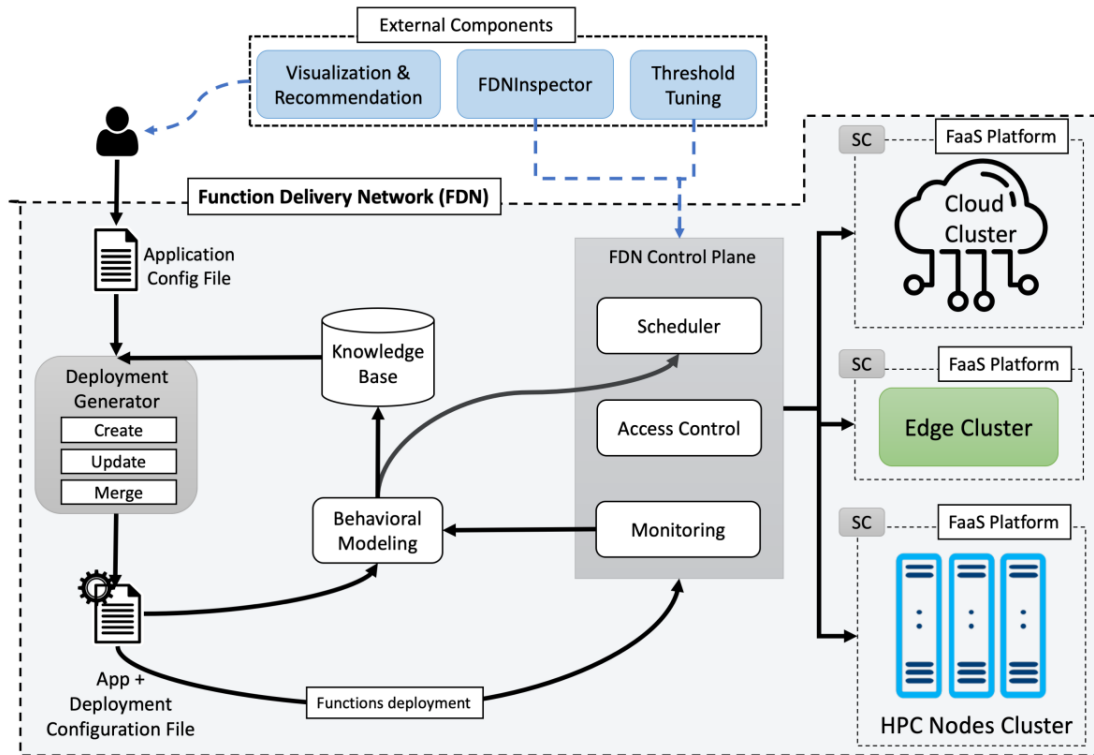 External Components
Visualization &
Recommendation
FDNInspector
Threshold
Tuning
Function Delivery Network (FDN)
SC
FaaS Platform
Cloud
Cluster
Application
Config File
FDN Control Plane
Scheduler
Access Control
Monitoring
Knowledge
Base
Deployment
Generator
Create
Update
Merge
SC
FaaS Platform
Edge Cluster
Behavioral
Modeling
SC
FaaS Platform
HPC Nodes Cluster
App +
Deployment
Configuration File
Functions deployment